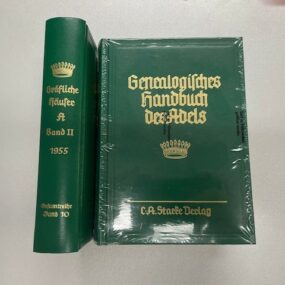 Gräfliche
Häuser
A
Band II
1955
Gesamtreihe
Band 10
Genealogisches
Handbuch
des Adels
C.A. Starke Verlag